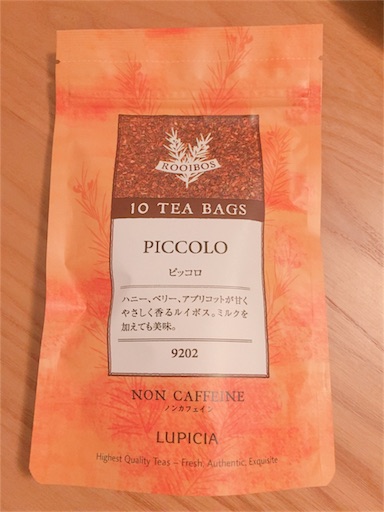 ROOIBOS
10 TEA BAGS
PICCOLO
ピッコロ
ハニー、ベリー、アプリコットが甘く
やさしく香るルイボス。ミルクを
加えても美味。
9202
NON CAFFEINE
ノンカフェイン
LUPICIA
Highest Quality Teas – Fresh, Authentic, Exquisite